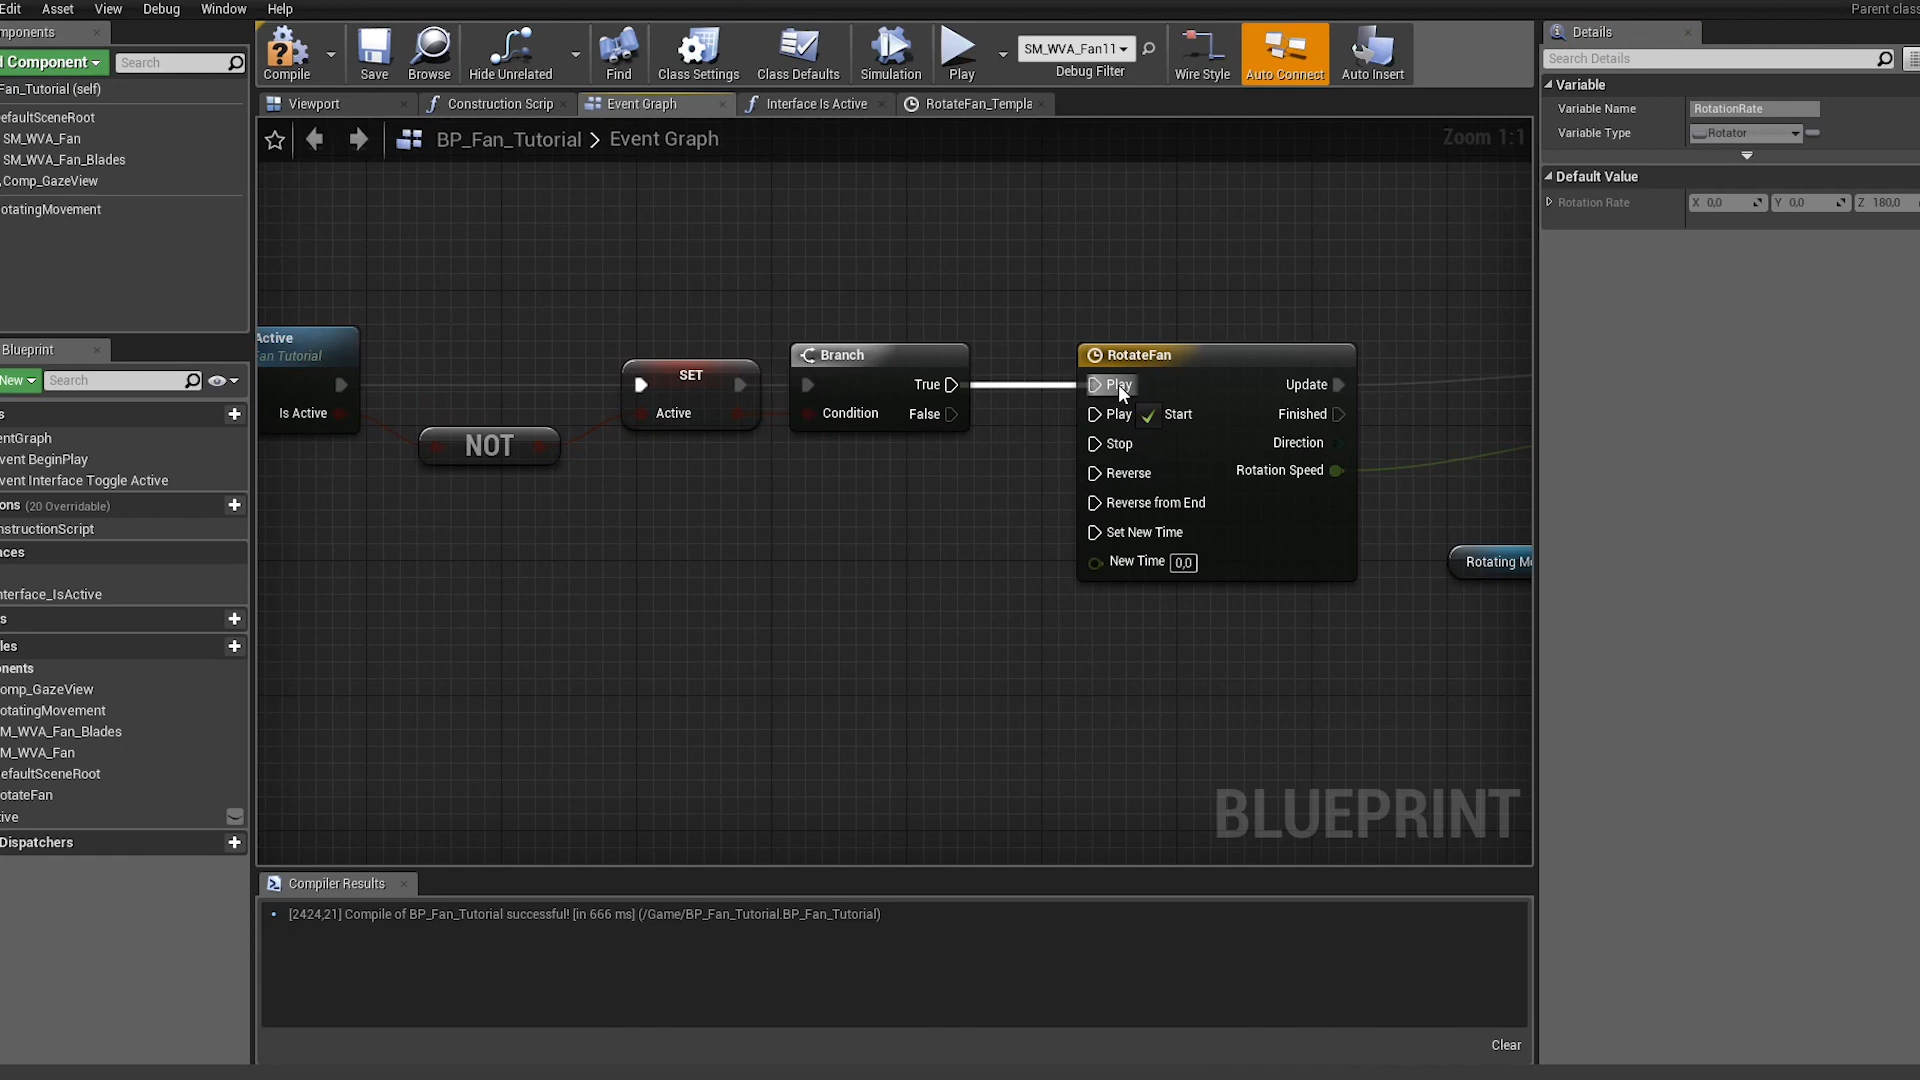 Edit Asset View Debug Window Help
Parent class
mponents
d Component
Search
Fan_Tutorial (self)
efaultSceneRoot
SM_WVA_Fan
SM_WVA_Fan_Blades
Comp_GazeView
otatingMovement
Blueprint
New
Search
s
entGraph
vent BeginPlay
vent Interface Toggle Active
ons (20 Overridable)
nstructionScript
aces
nterface_IsActive
s
les
onents
omp_GazeView
otatingMovement
M_WVA_Fan_Blades
M_WVA_Fan
efaultSceneRoot
otateFan
tive
Dispatchers
Compile
Save
Browse
Hide Unrelated
Find
Class Settings
Class Defaults
Simulation
Play
SM_WVA_Fan11
Debug Filter
Wire Style
Auto Connect
Auto Insert
Viewport
Construction Scrip
Event Graph
Interface Is Active
RotateFan_Templa
BP_Fan_Tutorial > Event Graph
Zoom 1:1
Active
Fan Tutorial
Is Active
NOT
SET
Active
Branch
True
Condition False
RotateFan
Play Update
Play Start Finished
Stop Direction
Reverse Rotation Speed
Reverse from End
Set New Time
New Time 0,0
Rotating Mo
BLUEPRINT
Compiler Results
[2424,21] Compile of BP_Fan_Tutorial successful! [in 666 ms] (/Game/BP_Fan_Tutorial.BP_Fan_Tutorial)
Clear
Details
Search Details
Variable
Variable Name RotationRate
Variable Type Rotator
Default Value
Rotation Rate X 0,0 Y 0,0 Z 180,0